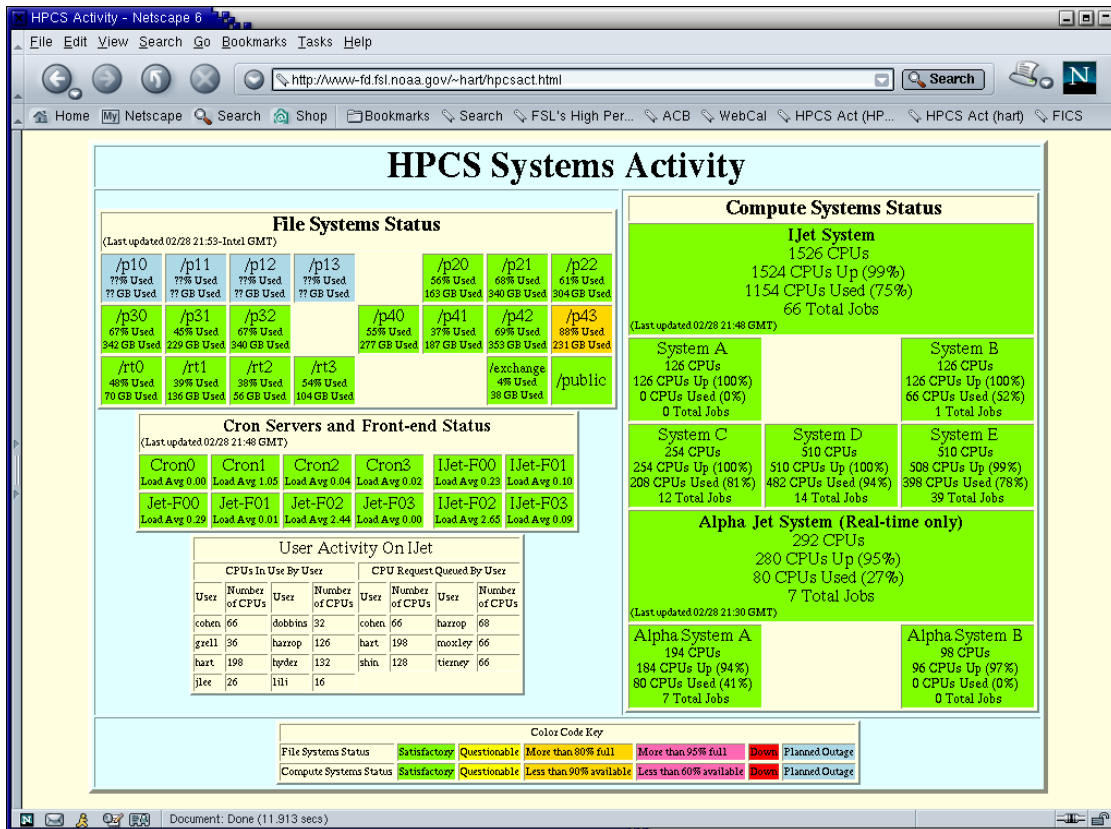 HPCS Activity - Netscape 6
File Edit View Search Go Bookmarks Tasks Help
http://www-fd.fsl.noaa.gov/~hart/hpcsact.html
Search
N
Home My Netscape Search Shop Bookmarks Search FSL's High Per... ACB WebCal HPCS Act (HP... HPCS Act (hart) FICS
HPCS Systems Activity
File Systems Status
(Last updated 02/28 21:53-Intel GMT)
/p10 /p11 /p12 /p13 /p20 /p21 /p22
??% Used ??% Used ??% Used ??% Used 56% Used 68% Used 61% Used
?? GB Used ?? GB Used ?? GB Used ?? GB Used 163 GB Used 340 GB Used 304 GB Used
/p30 /p31 /p32 /p40 /p41 /p42 /p43
67% Used 45% Used 67% Used 55% Used 37% Used 69% Used 88% Used
342 GB Used 229 GB Used 340 GB Used 277 GB Used 187 GB Used 353 GB Used 231 GB Used
/rt0 /rt1 /rt2 /rt3 /exchange /public
48% Used 39% Used 38% Used 54% Used 4% Used
70 GB Used 136 GB Used 56 GB Used 104 GB Used 38 GB Used
Cron Servers and Front-end Status
(Last updated 02/28 21:48 GMT)
Cron0 Cron1 Cron2 Cron3 IJet-F00 IJet-F01
Load Avg 0.00 Load Avg 1.05 Load Avg 0.04 Load Avg 0.02 Load Avg 0.23 Load Avg 0.10
Jet-F00 Jet-F01 Jet-F02 Jet-F03 IJet-F02 IJet-F03
Load Avg 0.29 Load Avg 0.01 Load Avg 2.44 Load Avg 0.00 Load Avg 2.65 Load Avg 0.09
User Activity On IJet
CPUs In Use By User CPU Request Queued By User
User Number of CPUs User Number of CPUs User Number of CPUs User Number of CPUs
cohen 66 dobbins 32 cohen 66 harrop 68
grell 36 harrop 126 hart 198 moxley 66
hart 198 hyder 132 shin 128 tierney 66
jlee 26 lili 16
Compute Systems Status
IJet System
1526 CPUs
1524 CPUs Up (99%)
1154 CPUs Used (75%)
66 Total Jobs
(Last updated 02/28 21:48 GMT)
System A System B
126 CPUs 126 CPUs
126 CPUs Up (100%) 126 CPUs Up (100%)
0 CPUs Used (0%) 66 CPUs Used (52%)
0 Total Jobs 1 Total Jobs
System C System D System E
254 CPUs 510 CPUs 510 CPUs
254 CPUs Up (100%) 510 CPUs Up (100%) 508 CPUs Up (99%)
208 CPUs Used (81%) 482 CPUs Used (94%) 398 CPUs Used (78%)
12 Total Jobs 14 Total Jobs 39 Total Jobs
Alpha Jet System (Real-time only)
292 CPUs
280 CPUs Up (95%)
80 CPUs Used (27%)
7 Total Jobs
(Last updated 02/28 21:30 GMT)
Alpha System A Alpha System B
194 CPUs 98 CPUs
184 CPUs Up (94%) 96 CPUs Up (97%)
80 CPUs Used (41%) 0 CPUs Used (0%)
7 Total Jobs 0 Total Jobs
Color Code Key
File Systems Status Satisfactory Questionable More than 80% full More than 95% full Down Planned Outage
Compute Systems Status Satisfactory Questionable Less than 90% available Less than 60% available Down Planned Outage
N
Document: Done (11.913 secs)